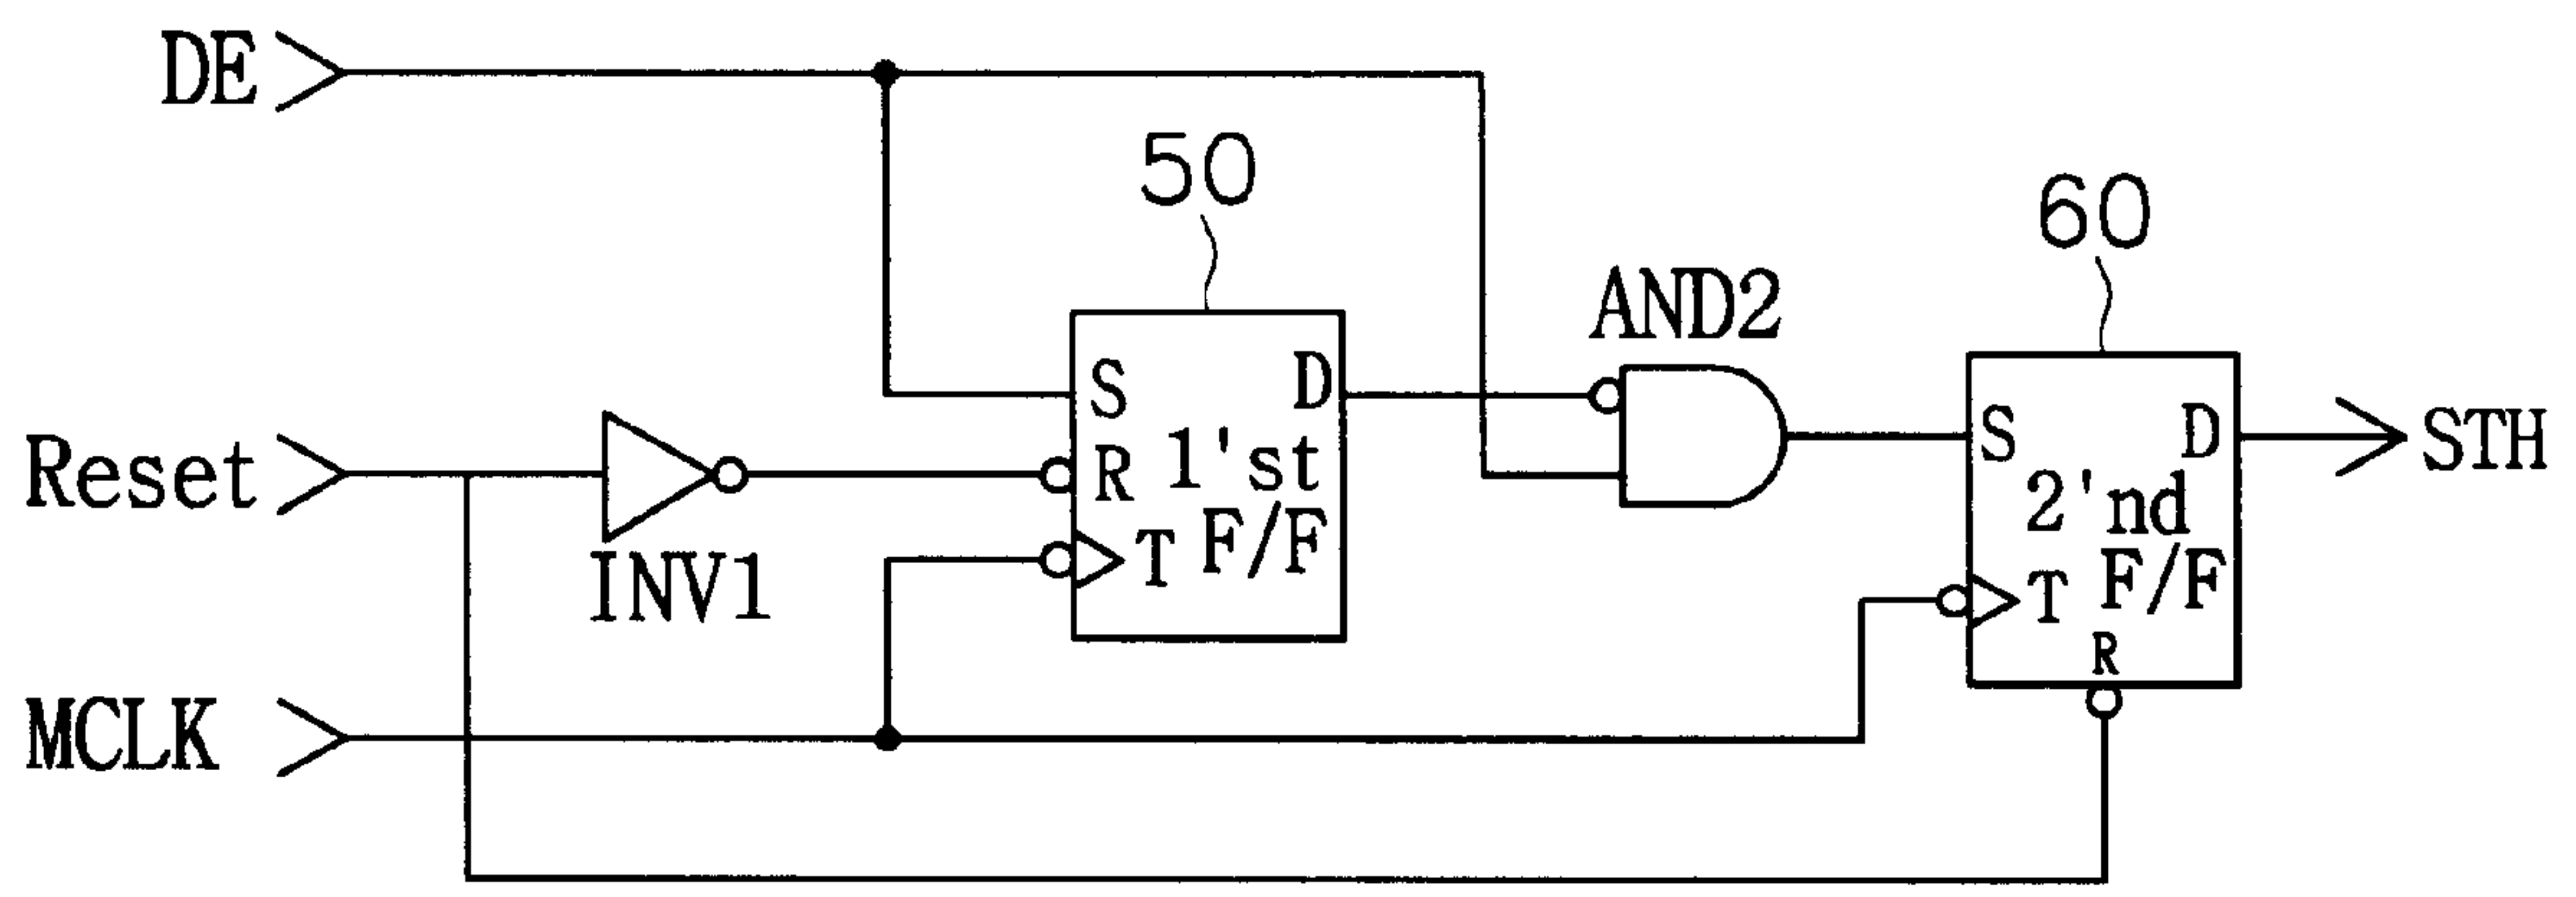 DE
50
60
AND2
S
D
R
1'st
F/F
T
S
D
2'nd
F/F
T
R
STH
Reset
INV1
MCLK